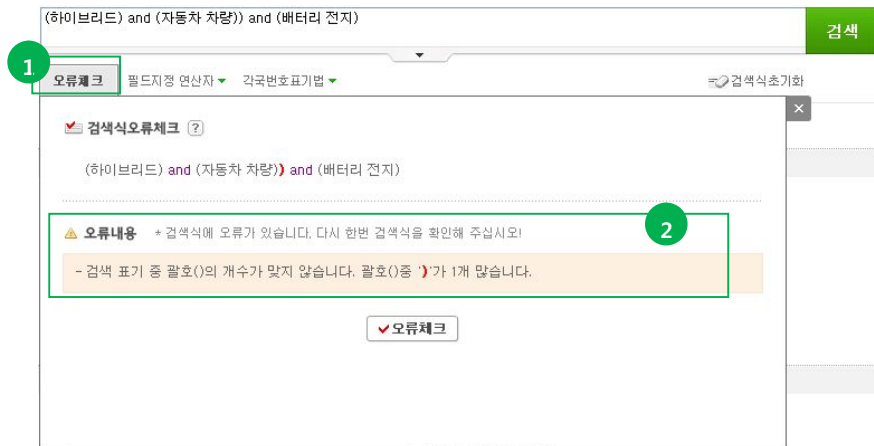 (하이브리드) and (자동차 차량)) and (배터리 전지)
검색
1
오류체크 필드지정 연산자 각국번호표기법 검색식초기화
검색식오류체크 ?
(하이브리드) and (자동차 차량)) and (배터리 전지)
2
오류내용 * 검색식에 오류가 있습니다. 다시 한번 검색식을 확인해 주십시오!
- 검색 표기 중 괄호()의 개수가 맞지 않습니다. 괄호()중 ')'가 1개 많습니다.
오류체크